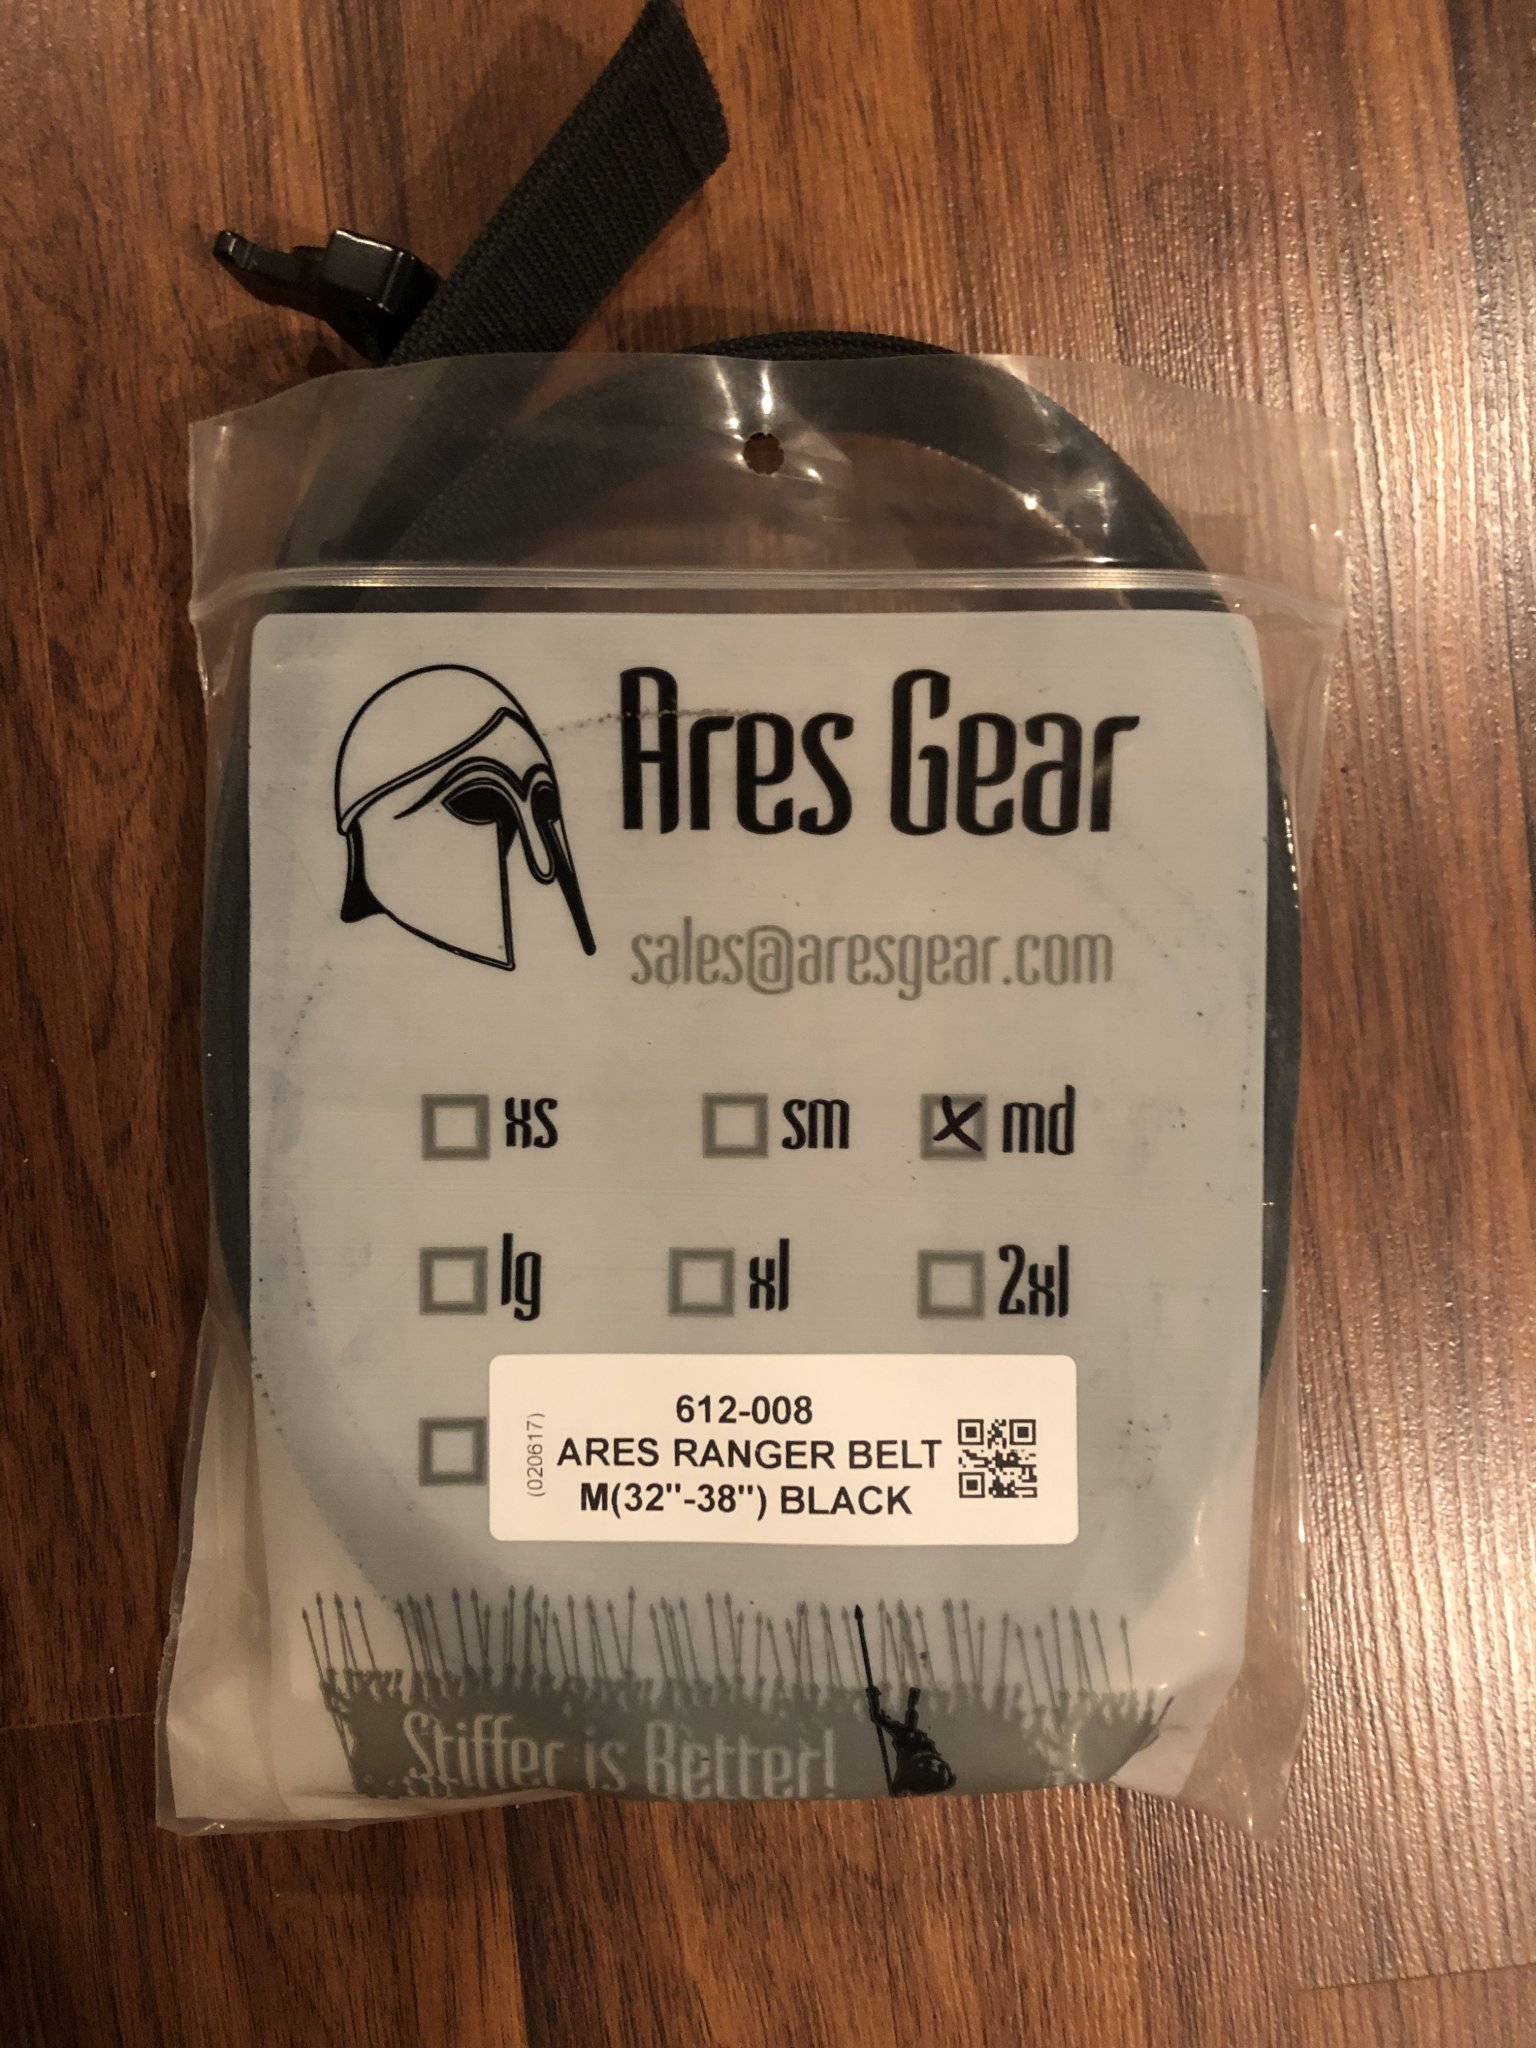 Ares Gear
sales@aresgear.com
xs sm md
lg xl 2xl
(020617)
612-008
ARES RANGER BELT
M(32"-38") BLACK
Stiffer is Better!